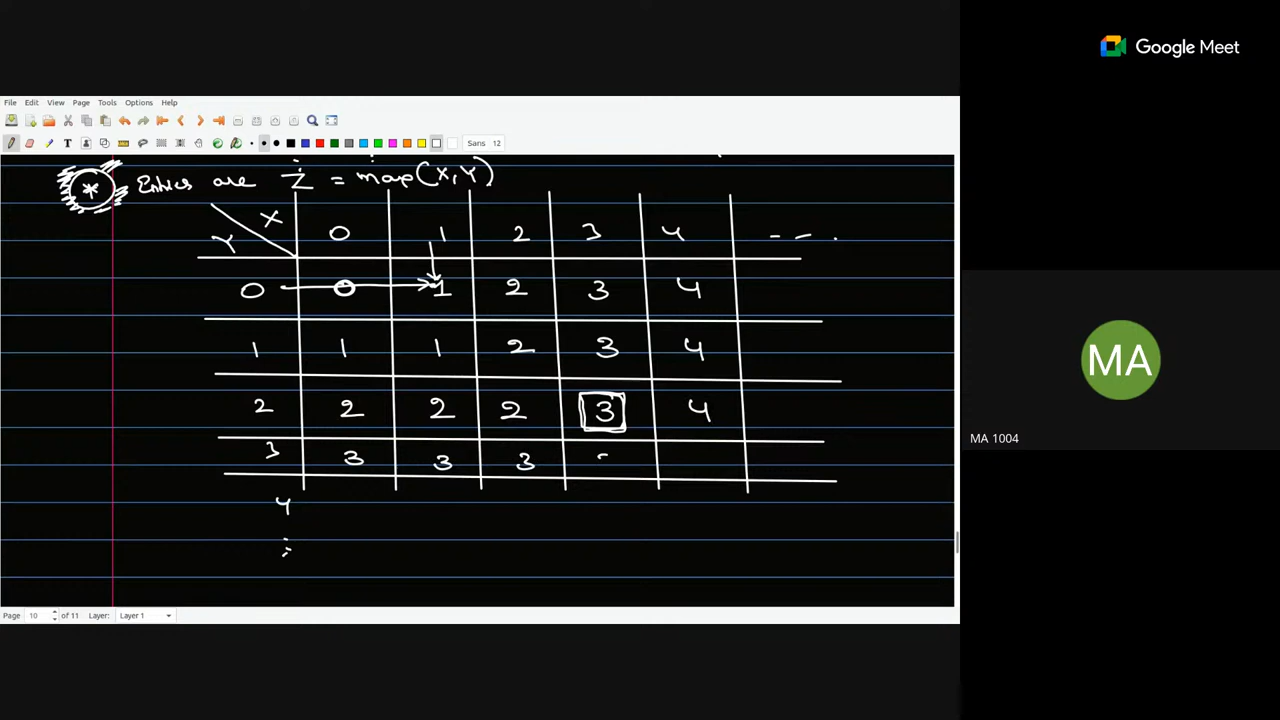 Google Meet
File Edit View Page Tools Options Help
Sans 12
* Entries are Z = max(X,Y)
X 0 1 2 3 4 - - .
Y
0 0 1 2 3 4
1 1 1 2 3 4
2 2 2 2 3 4
3 3 3 3
4
MA
MA 1004
Page 10 of 11 Layer: Layer 1